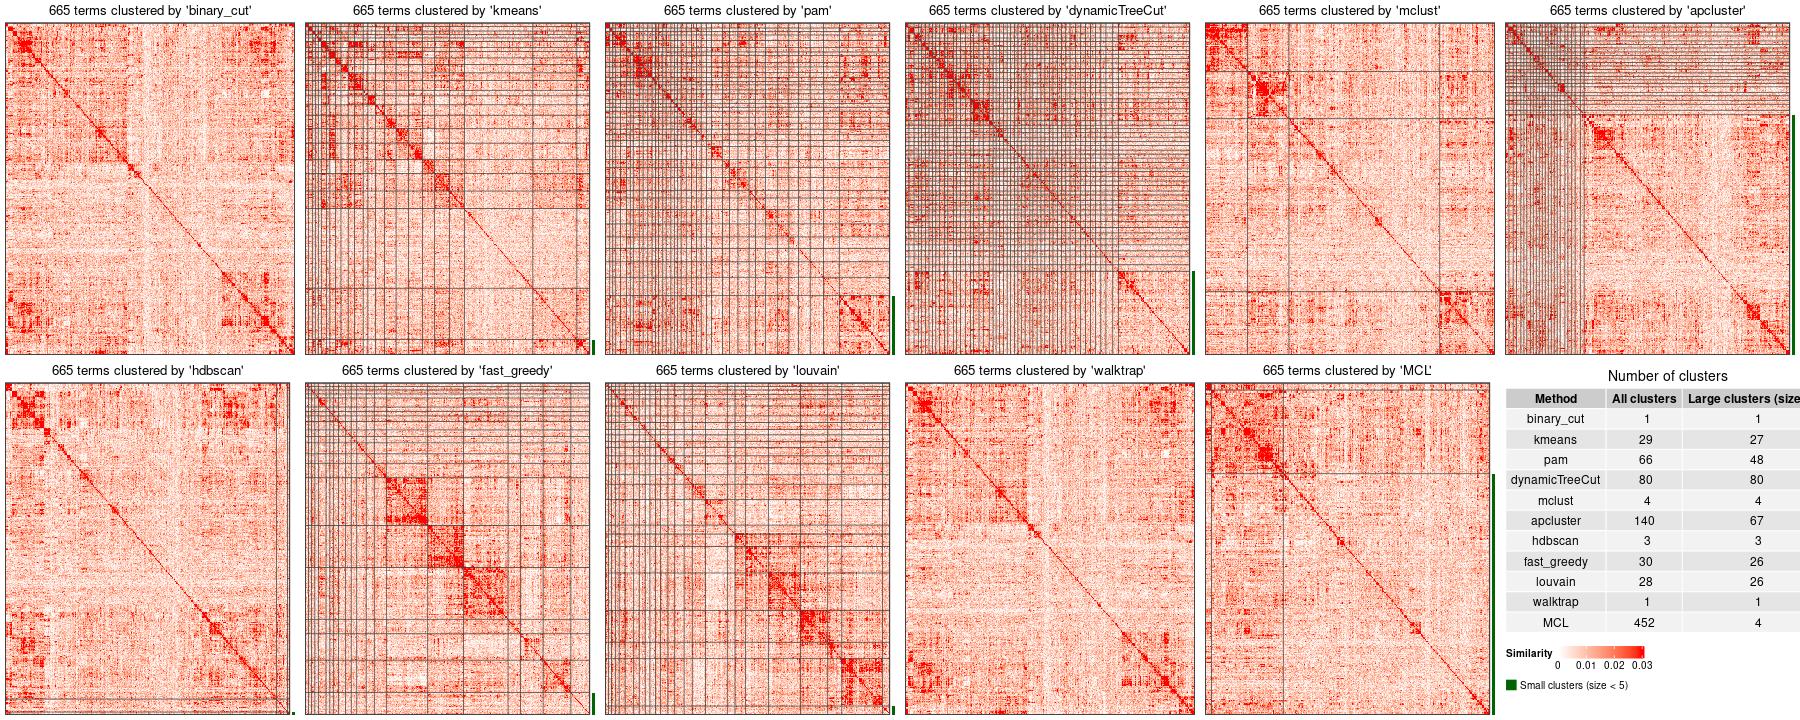 665 terms clustered by 'binary_cut'
665 terms clustered by 'kmeans'
665 terms clustered by 'pam'
665 terms clustered by 'dynamicTreeCut'
665 terms clustered by 'mclust'
665 terms clustered by 'apcluster'
665 terms clustered by 'hdbscan'
665 terms clustered by 'fast_greedy'
665 terms clustered by 'louvain'
665 terms clustered by 'walktrap'
665 terms clustered by 'MCL'
Number of clusters
Method All clusters Large clusters (size
binary_cut 1 1
kmeans 29 27
pam 66 48
dynamicTreeCut 80 80
mclust 4 4
apcluster 140 67
hdbscan 3 3
fast_greedy 30 26
louvain 28 26
walktrap 1 1
MCL 452 4
Similarity
0 0.01 0.02 0.03
Small clusters (size < 5)